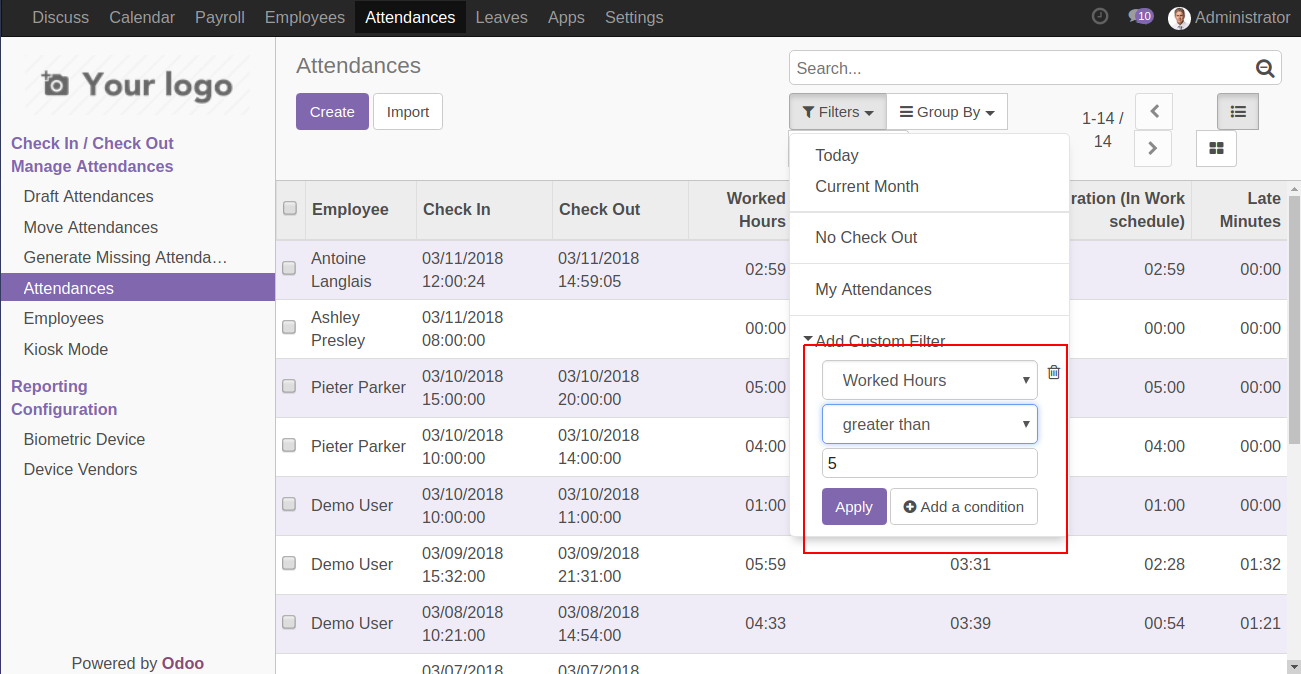 Discuss Calendar Payroll Employees Attendances Leaves Apps Settings 10 Administrator
Your logo
Check In / Check Out
Manage Attendances
Draft Attendances
Move Attendances
Generate Missing Attenda…
Attendances
Employees
Kiosk Mode
Reporting
Configuration
Biometric Device
Device Vendors
Powered by Odoo
Attendances
Search...
Create Import
Filters Group By
1-14 /
14
Today
Current Month
No Check Out
My Attendances
Add Custom Filter
Worked Hours
greater than
5
Apply Add a condition
Employee Check In Check Out Worked Hours ration (In Work schedule) Late Minutes
Antoine Langlais 03/11/2018 12:00:24 03/11/2018 14:59:05 02:59 02:59 00:00
Ashley Presley 03/11/2018 08:00:00 00:00 00:00 00:00
Pieter Parker 03/10/2018 15:00:00 03/10/2018 20:00:00 05:00 05:00 00:00
Pieter Parker 03/10/2018 10:00:00 03/10/2018 14:00:00 04:00 04:00 00:00
Demo User 03/10/2018 10:00:00 03/10/2018 11:00:00 01:00 01:00 00:00
Demo User 03/09/2018 15:32:00 03/09/2018 21:31:00 05:59 03:31 02:28 01:32
Demo User 03/08/2018 10:21:00 03/08/2018 14:54:00 04:33 03:39 00:54 01:21
03/07/2018 03/07/2018